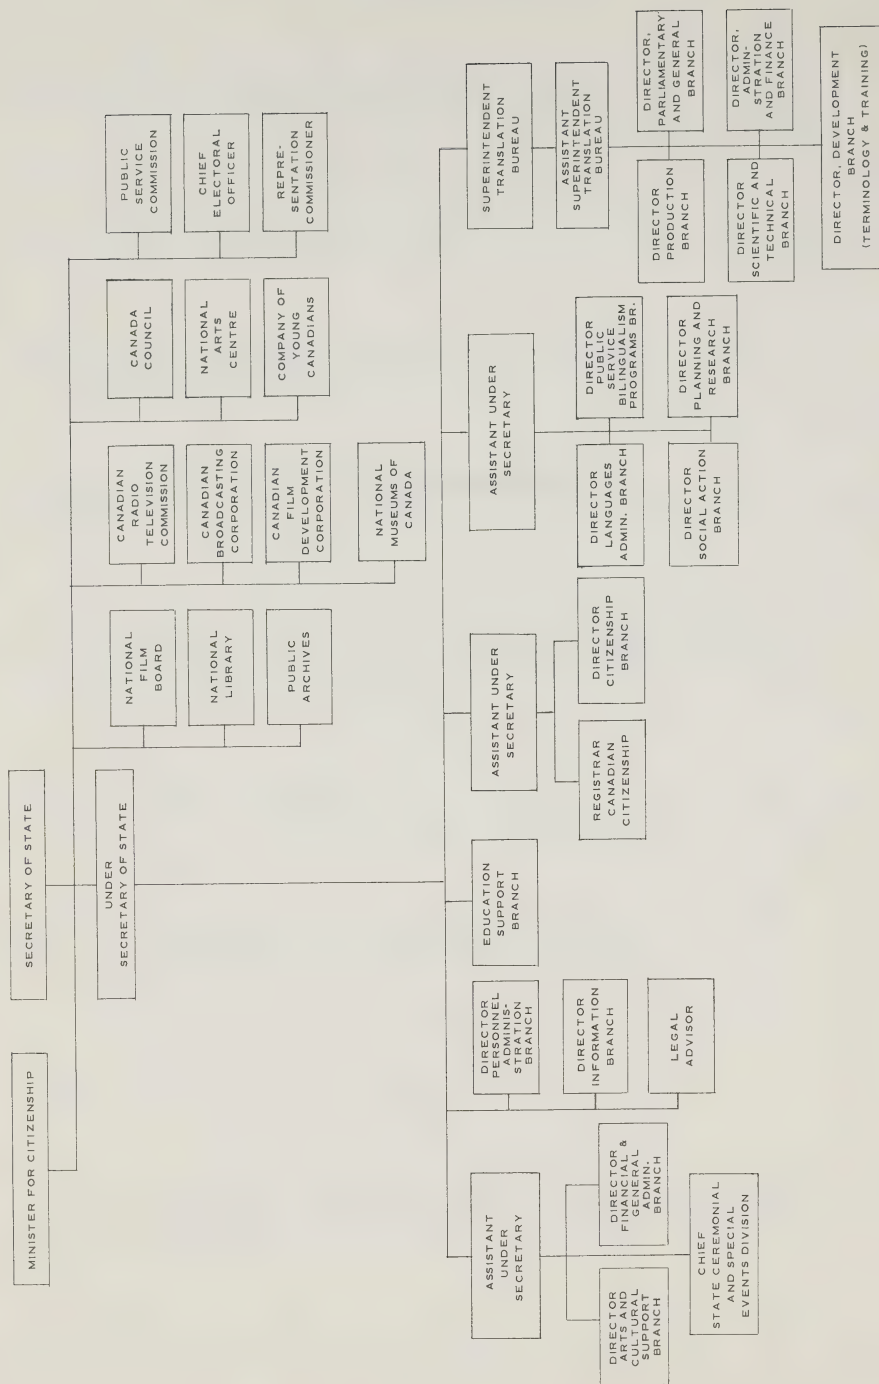 MINISTER FOR CITIZENSHIP
SECRETARY OF STATE
UNDER
SECRETARY OF STATE
NATIONAL
FILM
BOARD
NATIONAL
LIBRARY
PUBLIC
ARCHIVES
CANADIAN
RADIO
TELEVISION
COMMISSION
CANADIAN
BROADCASTING
CORPORATION
CANADIAN
FILM
DEVELOPMENT
CORPORATION
NATIONAL
MUSEUMS OF
CANADA
CANADA
COUNCIL
NATIONAL
ARTS
CENTRE
COMPANY OF
YOUNG
CANADIANS
PUBLIC
SERVICE
COMMISSION
CHIEF
ELECTORAL
OFFICER
REPRE-
SENTATION
COMMISSIONER
ASSISTANT
UNDER
SECRETARY
DIRECTOR
ARTS AND
CULTURAL
SUPPORT
BRANCH
DIRECTOR
FINANCIAL &
GENERAL
ADMIN.
BRANCH
CHIEF
STATE CEREMONIAL
AND SPECIAL
EVENTS DIVISION
DIRECTOR
PERSONNEL
ADMINIS-
STRATION
BRANCH
DIRECTOR
INFORMATION
BRANCH
LEGAL
ADVISOR
EDUCATION
SUPPORT
BRANCH
ASSISTANT UNDER
SECRETARY
REGISTRAR
CANADIAN
CITIZENSHIP
DIRECTOR
CITIZENSHIP
BRANCH
ASSISTANT UNDER
SECRETARY
DIRECTOR
LANGUAGES
ADMIN. BRANCH
DIRECTOR
PUBLIC
SERVICE
BILINGUALISM
PROGRAMS BR.
DIRECTOR
SOCIAL ACTION
BRANCH
DIRECTOR
PLANNING AND
RESEARCH
BRANCH
SUPERINTENDENT
TRANSLATION
BUREAU
ASSISTANT
SUPERINTENDENT
TRANSLATION
BUREAU
DIRECTOR
PRODUCTION
BRANCH
DIRECTOR,
PARLIAMENTARY
AND GENERAL
BRANCH
DIRECTOR
SCIENTIFIC AND
TECHNICAL
BRANCH
DIRECTOR,
ADMIN-
STRATION
AND FINANCE
BRANCH
DIRECTOR, DEVELOPMENT
BRANCH
(TERMINOLOGY & TRAINING)